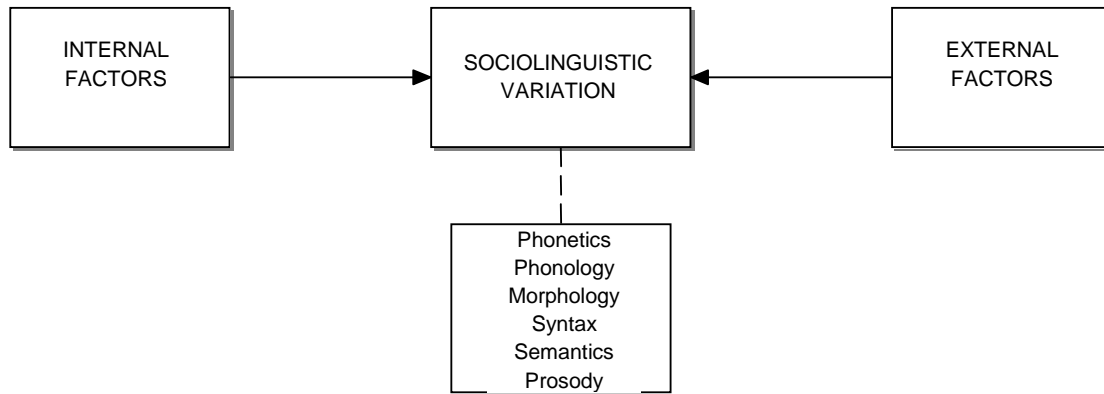 INTERNAL
FACTORS
SOCIOLINGUISTIC
VARIATION
EXTERNAL
FACTORS
Phonetics
Phonology
Morphology
Syntax
Semantics
Prosody